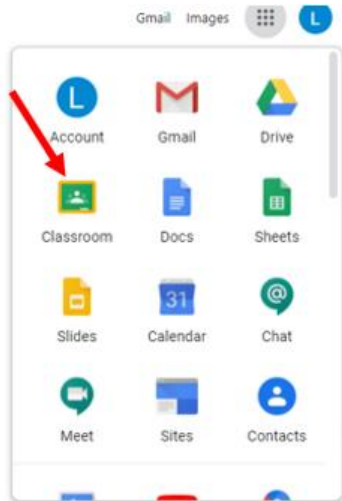 Gmail Images L
L
Account Gmail Drive
Classroom Docs Sheets
31 @
Slides Calendar Chat
Meet Sites Contacts